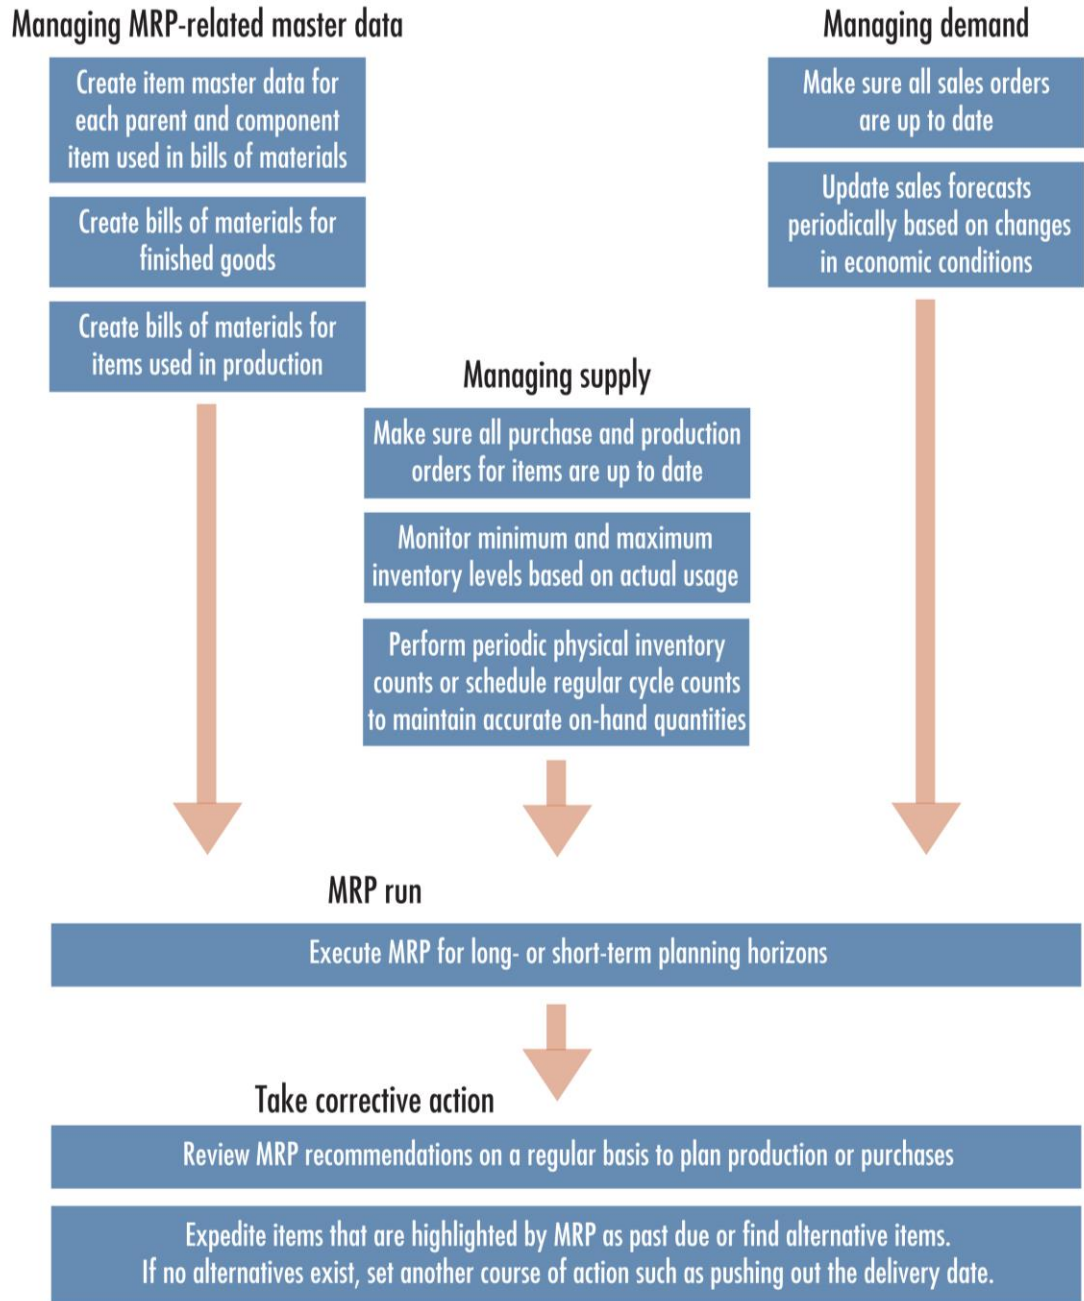 Managing MRP-related master data
Create item master data for
each parent and component
item used in bills of materials
Create bills of materials for
finished goods
Create bills of materials for
items used in production
Managing supply
Make sure all purchase and production
orders for items are up to date
Monitor minimum and maximum
inventory levels based on actual usage
Perform periodic physical inventory
counts or schedule regular cycle counts
to maintain accurate on-hand quantities
Managing demand
Make sure all sales orders
are up to date
Update sales forecasts
periodically based on changes
in economic conditions
MRP run
Execute MRP for long- or short-term planning horizons
Take corrective action
Review MRP recommendations on a regular basis to plan production or purchases
Expedite items that are highlighted by MRP as past due or find alternative items.
If no alternatives exist, set another course of action such as pushing out the delivery date.